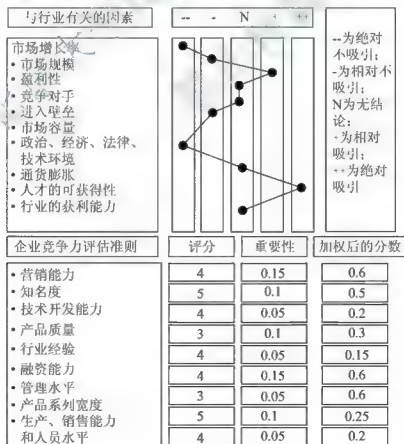 与行业有关的因素
-- - N + ++
市场增长率
• 市场规模
• 盈利性
• 竞争对手
• 进入壁垒
• 市场容量
• 政治、经济、法律、
技术环境
• 通货膨胀
• 人才的可获得性
• 行业的获利能力
--为绝对
不吸引;
-为相对不
吸引;
N为无结
论;
+为相对
吸引;
++为绝对
吸引
企业竞争力评估准则 评分 重要性 加权后的分数
• 营销能力 4 0.15 0.6
• 知名度 5 0.1 0.5
• 技术开发能力 4 0.05 0.2
• 产品质量 3 0.1 0.3
• 行业经验 4 0.05 0.15
• 融资能力 4 0.15 0.6
• 管理水平 3 0.05 0.6
• 产品系列宽度 5 0.1 0.25
• 生产、销售能力
和人员水平 4 0.05 0.2